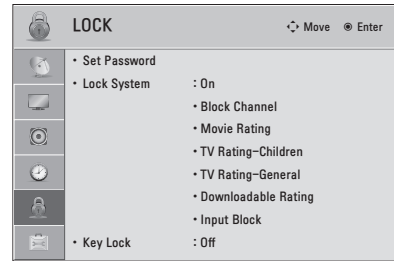 LOCK
Move Enter
• Set Password
• Lock System : On
• Block Channel
• Movie Rating
• TV Rating-Children
• TV Rating-General
• Downloadable Rating
• Input Block
• Key Lock : Off